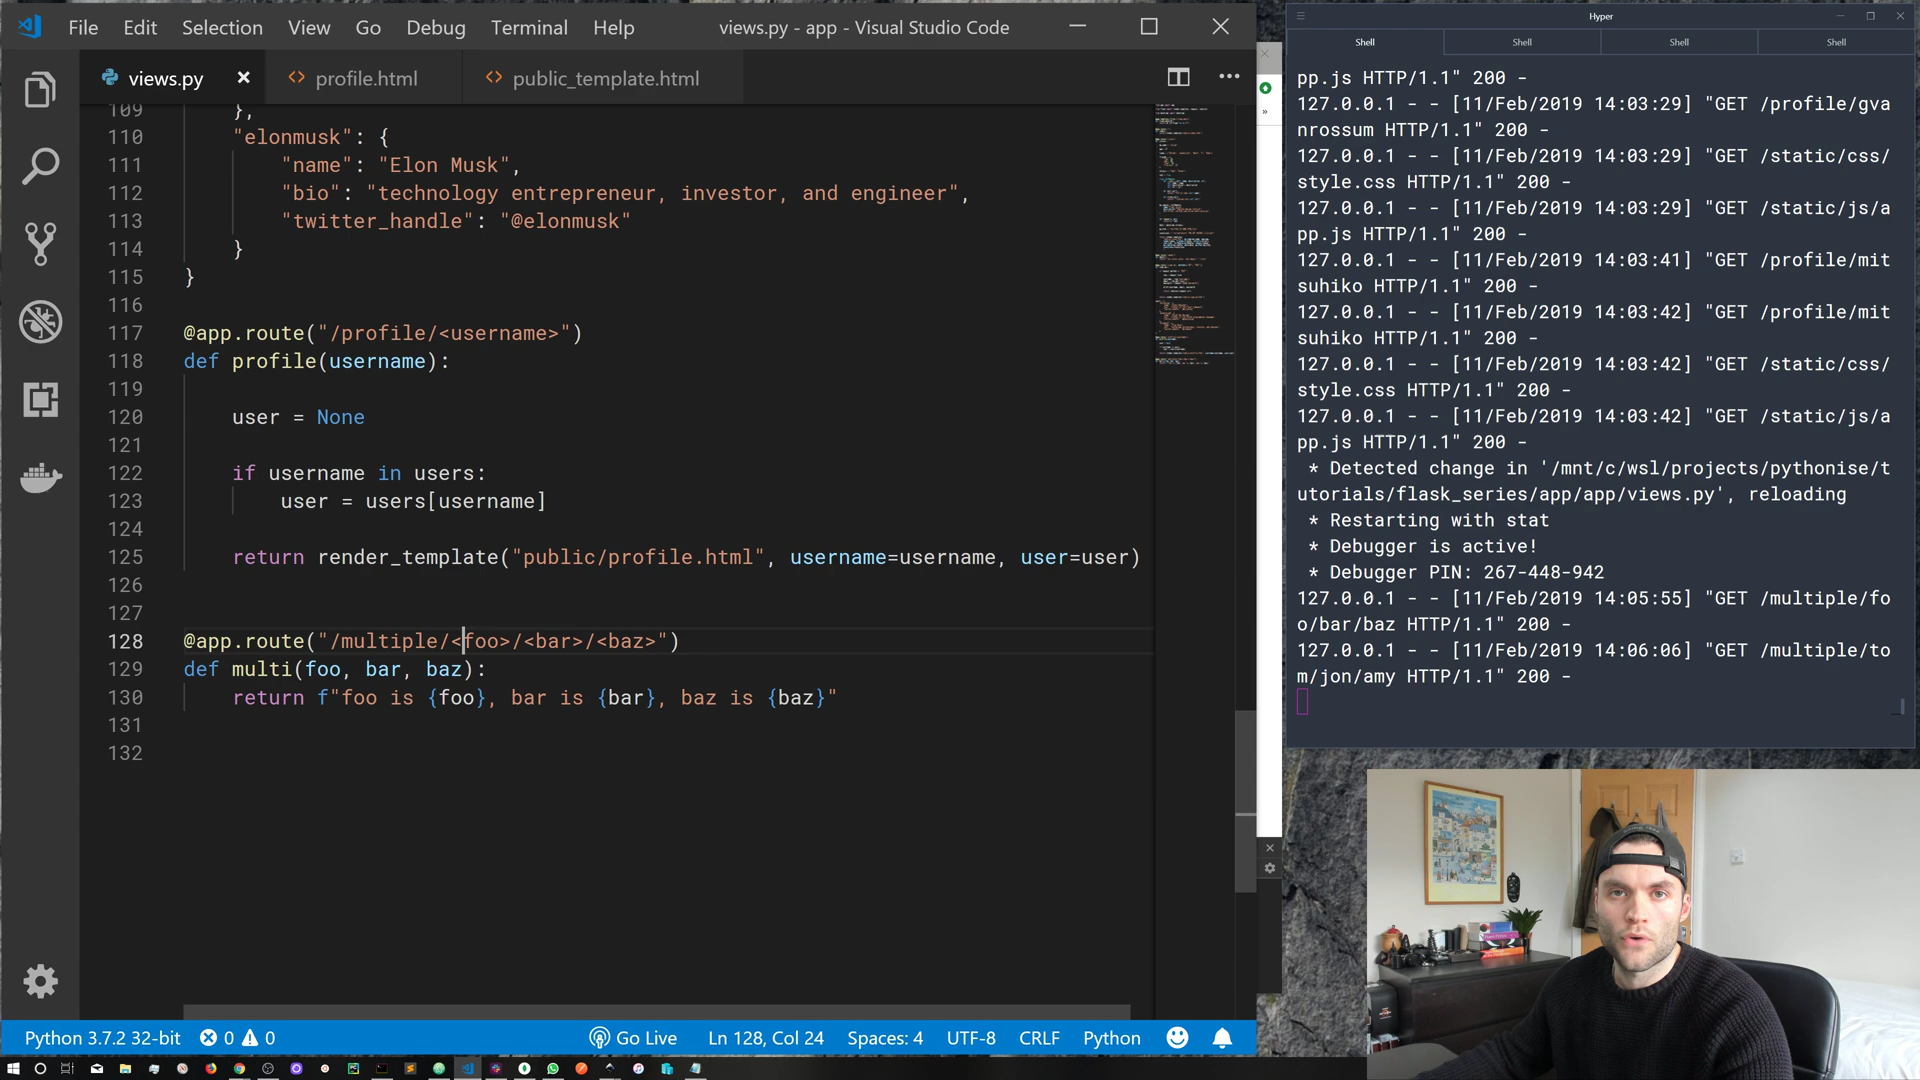 File Edit Selection View Go Debug Terminal Help views.py - app - Visual Studio Code
views.py profile.html public_template.html
109 },
110 "elonmusk": {
111 "name": "Elon Musk",
112 "bio": "technology entrepreneur, investor, and engineer",
113 "twitter_handle": "@elonmusk"
114 }
115 }
116
117 @app.route("/profile/<username>")
118 def profile(username):
119
120 user = None
121
122 if username in users:
123 user = users[username]
124
125 return render_template("public/profile.html", username=username, user=user)
126
127
128 @app.route("/multiple/<foo>/<bar>/<baz>")
129 def multi(foo, bar, baz):
130 return f"foo is {foo}, bar is {bar}, baz is {baz}"
131
132
Python 3.7.2 32-bit 0 0 Go Live Ln 128, Col 24 Spaces: 4 UTF-8 CRLF Python
Hyper
Shell Shell Shell Shell
pp.js HTTP/1.1" 200 -
127.0.0.1 - - [11/Feb/2019 14:03:29] "GET /profile/gva
nrossum HTTP/1.1" 200 -
127.0.0.1 - - [11/Feb/2019 14:03:29] "GET /static/css/
style.css HTTP/1.1" 200 -
127.0.0.1 - - [11/Feb/2019 14:03:29] "GET /static/js/a
pp.js HTTP/1.1" 200 -
127.0.0.1 - - [11/Feb/2019 14:03:41] "GET /profile/mit
suhiko HTTP/1.1" 200 -
127.0.0.1 - - [11/Feb/2019 14:03:42] "GET /profile/mit
suhiko HTTP/1.1" 200 -
127.0.0.1 - - [11/Feb/2019 14:03:42] "GET /static/css/
style.css HTTP/1.1" 200 -
127.0.0.1 - - [11/Feb/2019 14:03:42] "GET /static/js/a
pp.js HTTP/1.1" 200 -
* Detected change in '/mnt/c/wsl/projects/pythonise/t
utorials/flask_series/app/app/views.py', reloading
* Restarting with stat
* Debugger is active!
* Debugger PIN: 267-448-942
127.0.0.1 - - [11/Feb/2019 14:05:55] "GET /multiple/fo
o/bar/baz HTTP/1.1" 200 -
127.0.0.1 - - [11/Feb/2019 14:06:06] "GET /multiple/to
m/jon/amy HTTP/1.1" 200 -